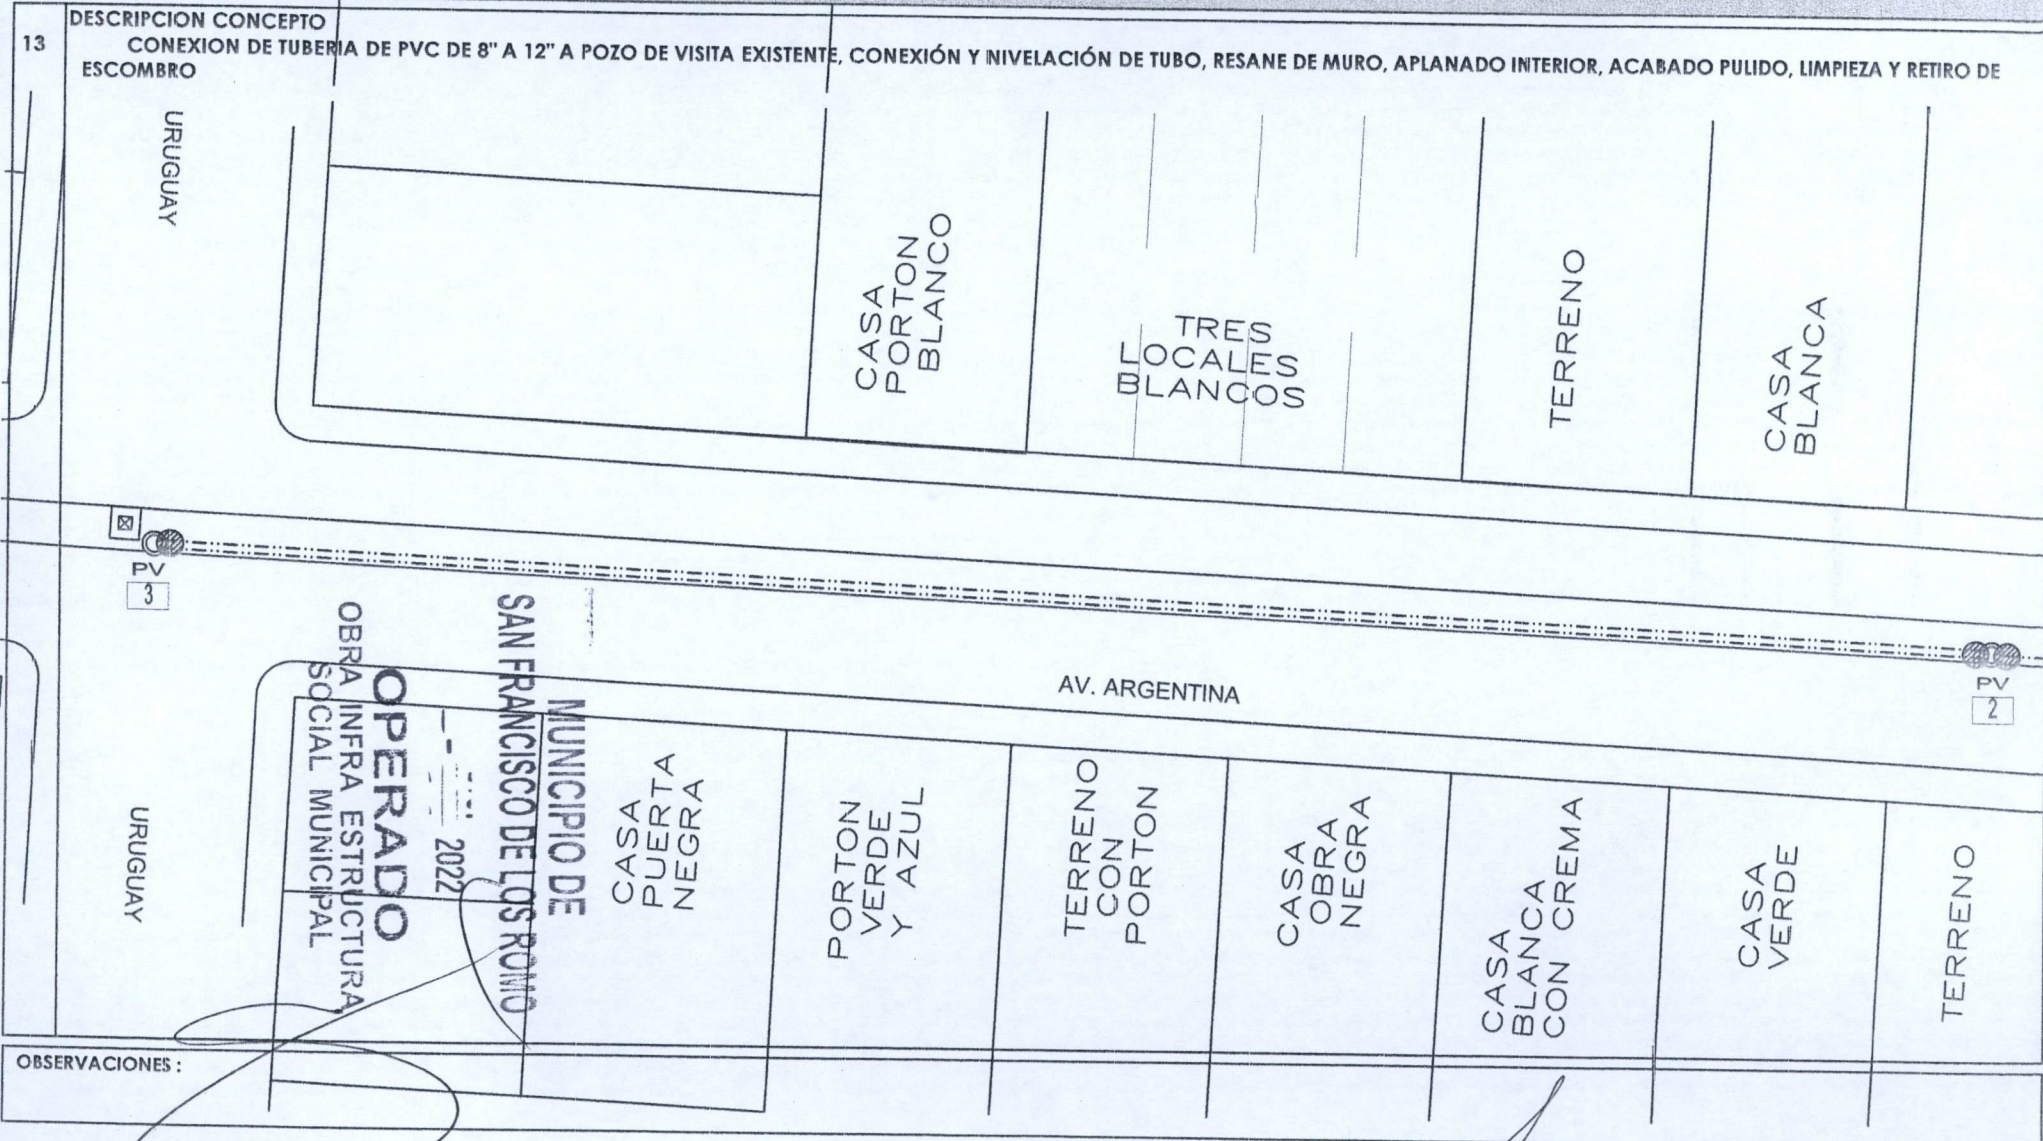 DESCRIPCION CONCEPTO
13
CONEXION DE TUBERIA DE PVC DE 8" A 12" A POZO DE VISITA EXISTENTE, CONEXIÓN Y NIVELACIÓN DE TUBO, RESANE DE MURO, APLANADO INTERIOR, ACABADO PULIDO, LIMPIEZA Y RETIRO DE
ESCOMBRO
URUGUAY
CASA
PORTON
BLANCO
TRES
LOCALES
BLANCOS
TERRENO
CASA
BLANCA
PV
3
AV. ARGENTINA
PV
2
MUNICIPIO DE
SAN FRANCISCO DE LOS ROMO
2022
OPERADO
OBRA INFRA ESTRUCTURA
SOCIAL MUNICIPAL
URUGUAY
CASA
PUERTA
NEGRA
PORTON
VERDE
Y AZUL
TERRENO
CON
PORTON
CASA
OBRA
NEGRA
CASA
BLANCA
CON CREMA
CASA
VERDE
TERRENO
OBSERVACIONES :